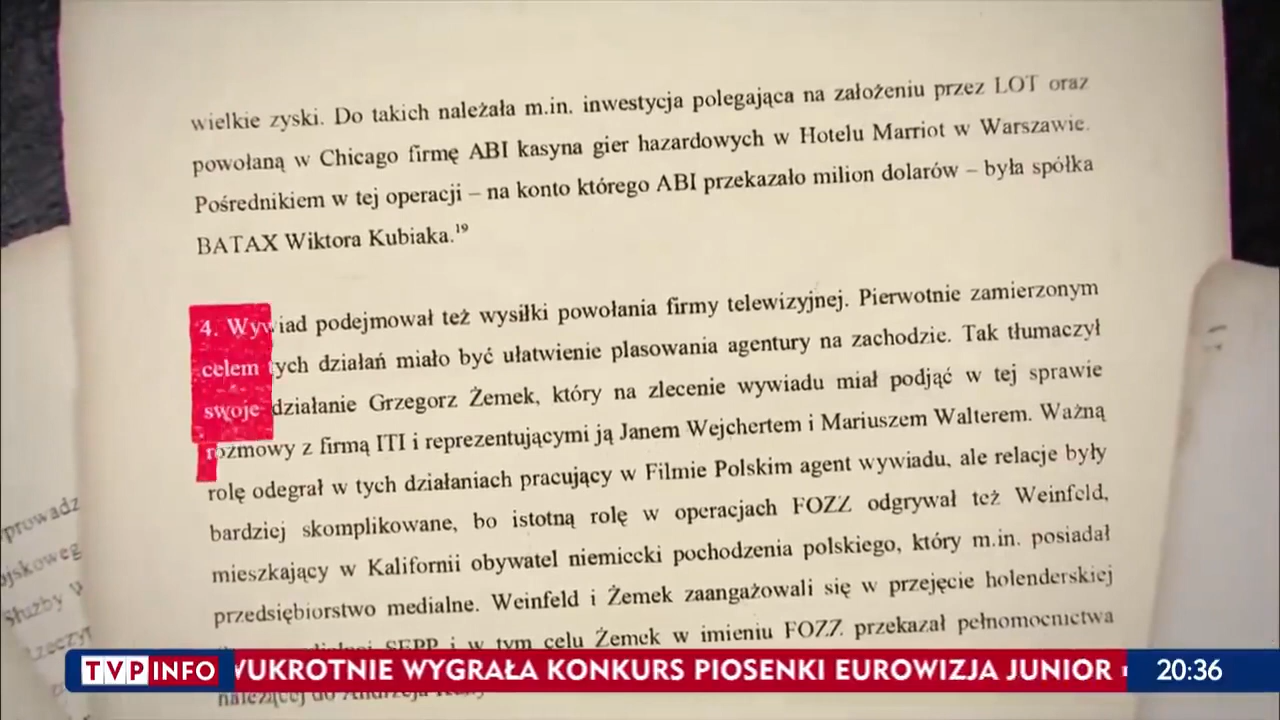 wielkie zyski. Do takich należała m.in. inwestycja polegająca na założeniu przez LOT oraz
powołaną w Chicago firmę ABI kasyna gier hazardowych w Hotelu Marriot w Warszawie.
Pośrednikiem w tej operacji – na konto którego ABI przekazało milion dolarów – była spółka
BATAX Wiktora Kubiaka.¹⁹
4. Wywiad podejmował też wysiłki powołania firmy telewizyjnej. Pierwotnie zamierzonym
celem tych działań miało być ułatwienie plasowania agentury na zachodzie. Tak tłumaczył
swoje działanie Grzegorz Żemek, który na zlecenie wywiadu miał podjąć w tej sprawie
rozmowy z firmą ITI i reprezentującymi ją Janem Wejchertem i Mariuszem Walterem. Ważną
rolę odegrał w tych działaniach pracujący w Filmie Polskim agent wywiadu, ale relacje były
bardziej skomplikowane, bo istotną rolę w operacjach FOZZ odgrywał też Weinfeld,
mieszkający w Kalifornii obywatel niemiecki pochodzenia polskiego, który m.in. posiadał
przedsiębiorstwo medialne. Weinfeld i Żemek zaangażowali się w przejęcie holenderskiej
SEPP i w tym celu Żemek w imieniu FOZZ przekazał pełnomocnictwa
należącej do Andrzeja
prowadz
jskoweg
Służby W
Rzeczyp
TVP INFO
WUKROTNIE WYGRAŁA KONKURS PIOSENKI EUROWIZJA JUNIOR
20:36